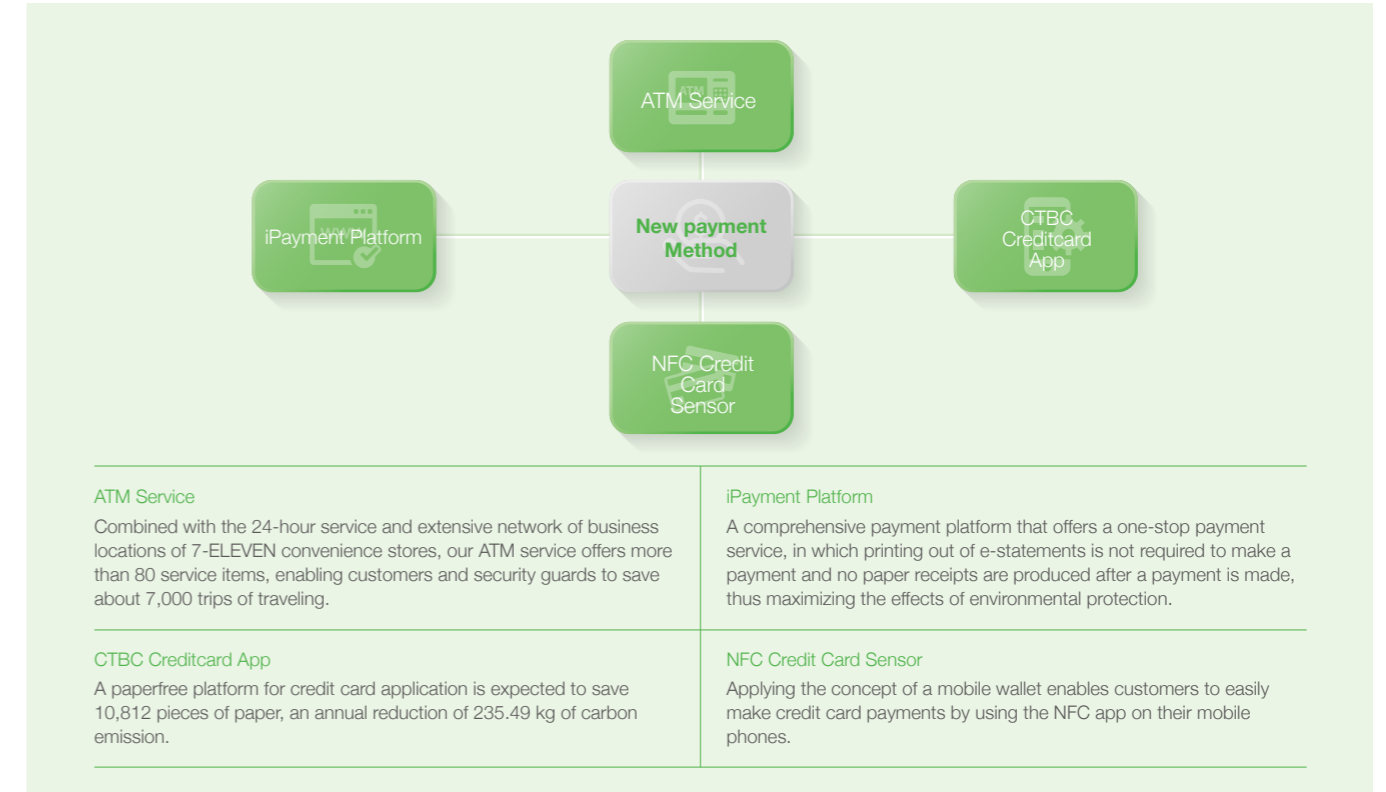 ATM
ATM Service
WWW
iPayment Platform
New payment
Method
CTBC
Creditcard
App
NFC Credit
Card
Sensor
ATM Service
Combined with the 24-hour service and extensive network of business
locations of 7-ELEVEN convenience stores, our ATM service offers more
than 80 service items, enabling customers and security guards to save
about 7,000 trips of traveling.
iPayment Platform
A comprehensive payment platform that offers a one-stop payment
service, in which printing out of e-statements is not required to make a
payment and no paper receipts are produced after a payment is made,
thus maximizing the effects of environmental protection.
CTBC Creditcard App
A paperfree platform for credit card application is expected to save
10,812 pieces of paper, an annual reduction of 235.49 kg of carbon
emission.
NFC Credit Card Sensor
Applying the concept of a mobile wallet enables customers to easily
make credit card payments by using the NFC app on their mobile
phones.